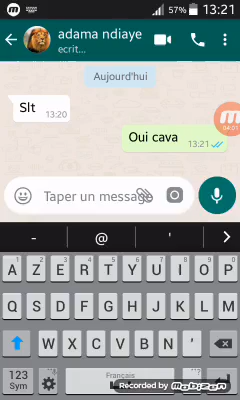 57% 13:21
adama ndiaye
ecrit...
Aujourd'hui
Slt
13:20
04:01
Oui cava
13:21
Taper un message
- @ '
A Z E R T Y U I O P
Q S D F G H J K L M
W X C V B N '
123
Sym
Français
Recorded by mobizen